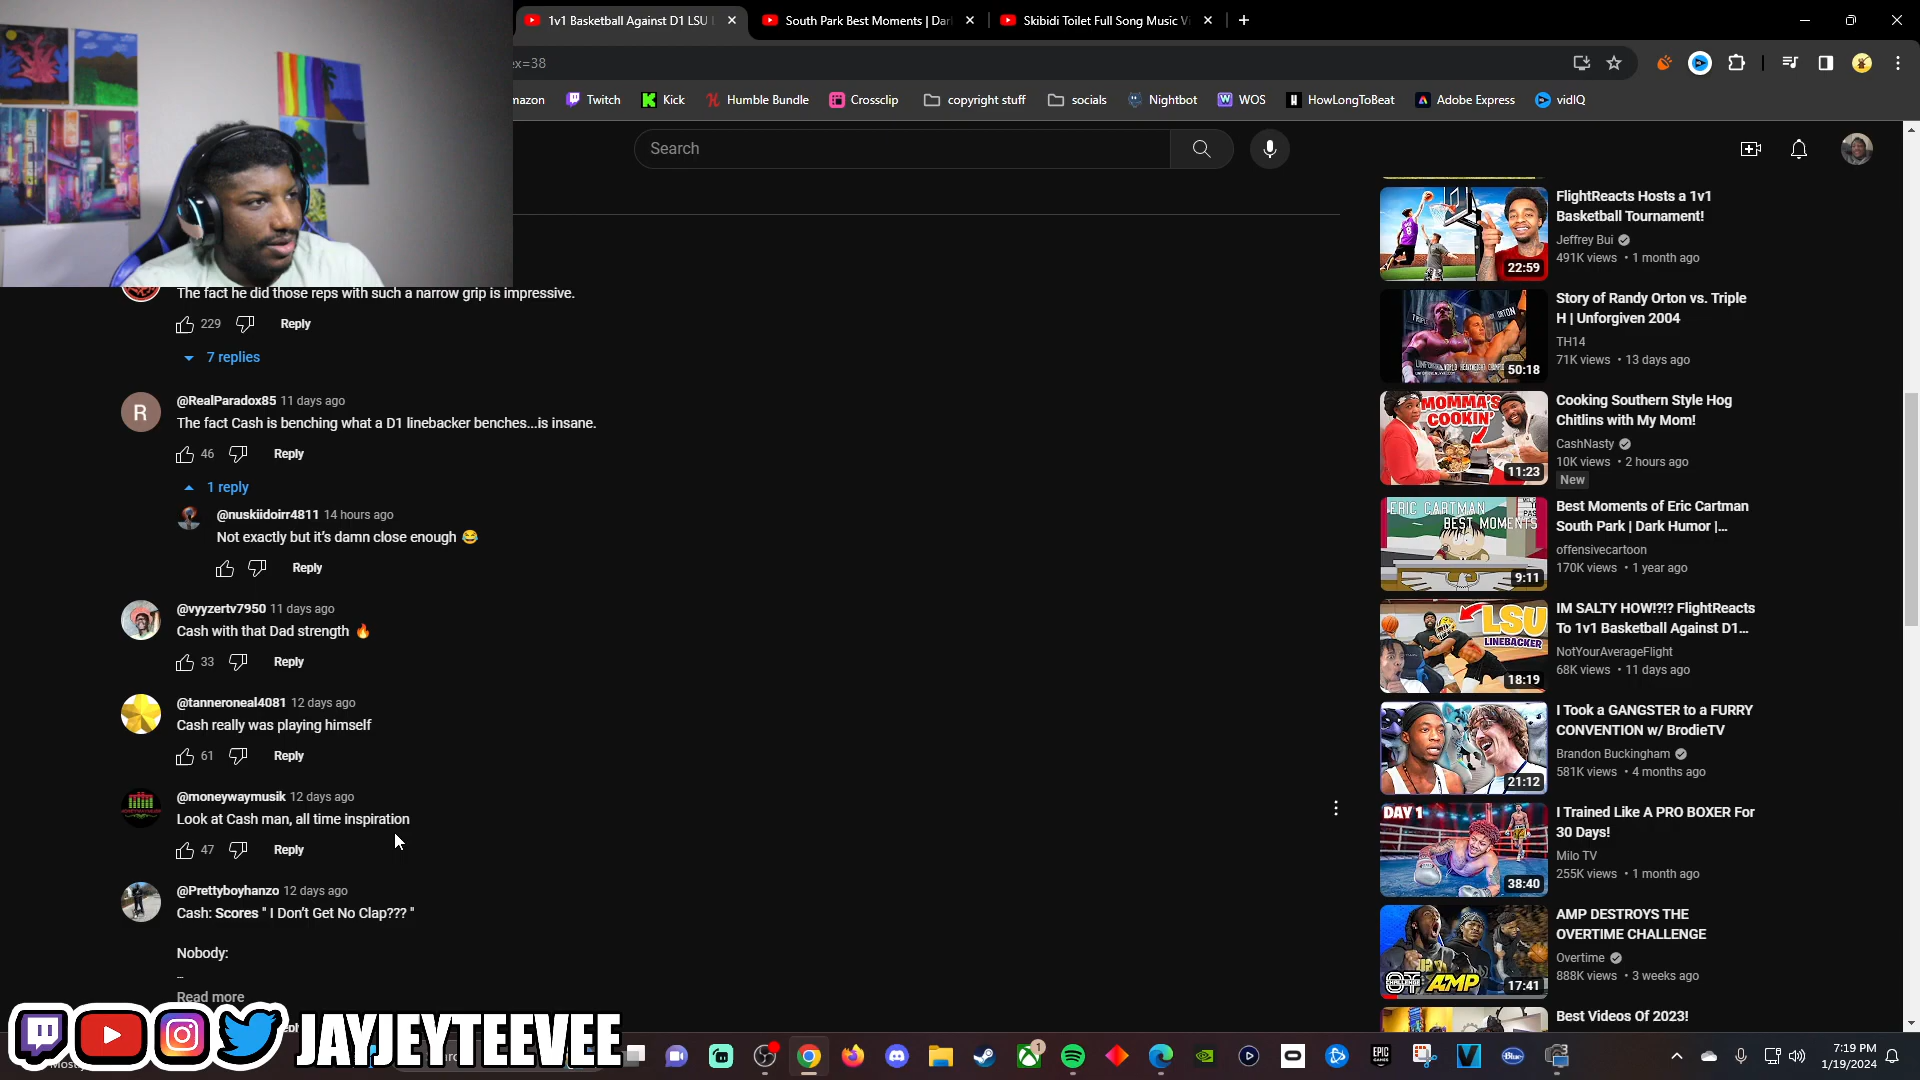 1v1 Basketball Against D1 LSU
South Park Best Moments | Dar
Skibidi Toilet Full Song Music V
ex=38
mazon
Twitch
Kick
Humble Bundle
Crossclip
copyright stuff
socials
Nightbot
WOS
HowLongToBeat
Adobe Express
vidIQ
Search
The fact he did those reps with such a narrow grip is impressive.
229
Reply
7 replies
@RealParadox85 11 days ago
The fact Cash is benching what a D1 linebacker benches...is insane.
46
Reply
1 reply
@nuskiidoirr4811 14 hours ago
Not exactly but it's damn close enough 😂
Reply
@vyyzertv7950 11 days ago
Cash with that Dad strength 🔥
33
Reply
@tanneroneal4081 12 days ago
Cash really was playing himself
61
Reply
@moneywaymusik 12 days ago
Look at Cash man, all time inspiration
47
Reply
@Prettyboyhanzo 12 days ago
Cash: Scores " I Don't Get No Clap??? "
Nobody:
...
Read more
JAYJEYTEEVEE
FlightReacts Hosts a 1v1
Basketball Tournament!
Jeffrey Bui
491K views • 1 month ago
22:59
Story of Randy Orton vs. Triple
H | Unforgiven 2004
TH14
71K views • 13 days ago
50:18
MOMMA'S
COOKIN'
Cooking Southern Style Hog
Chitlins with My Mom!
CashNasty
10K views • 2 hours ago
New
11:23
ERIC CARTMAN
BEST MOMENTS
Best Moments of Eric Cartman
South Park | Dark Humor |...
offensivecartoon
170K views • 1 year ago
9:11
LSU
LINEBACKER
IM SALTY HOW!?!? FlightReacts
To 1v1 Basketball Against D1...
NotYourAverageFlight
68K views • 11 days ago
18:19
I Took a GANGSTER to a FURRY
CONVENTION w/ BrodieTV
Brandon Buckingham
581K views • 4 months ago
21:12
DAY 1
I Trained Like A PRO BOXER For
30 Days!
Milo TV
255K views • 1 month ago
38:40
OT
AMP
AMP DESTROYS THE
OVERTIME CHALLENGE
Overtime
888K views • 3 weeks ago
17:41
Best Videos Of 2023!
7:19 PM
1/19/2024